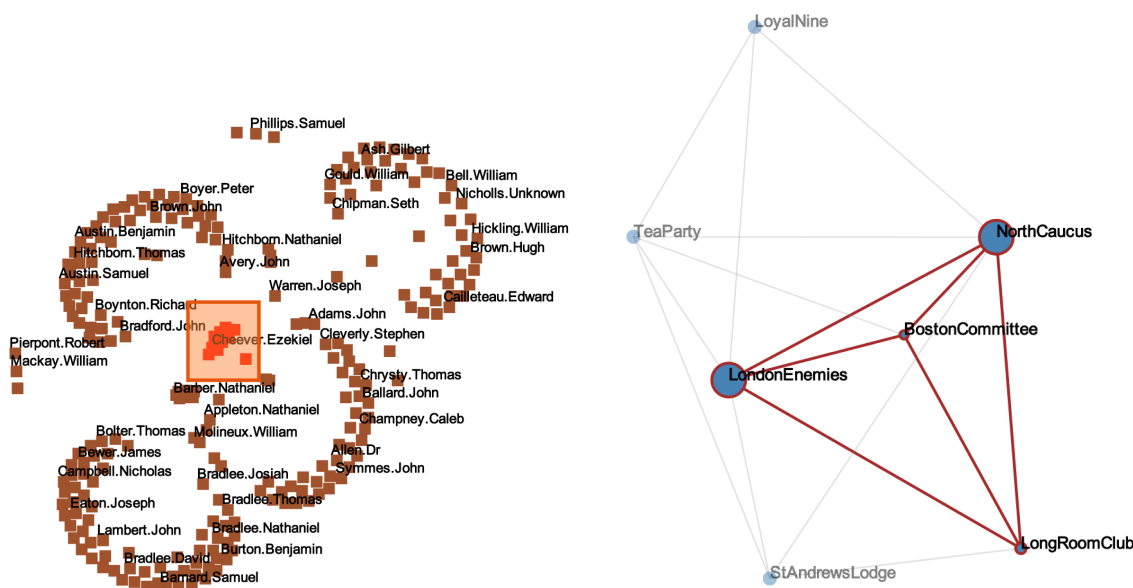 LoyalNine
Phillips.Samuel
Ash.Gilbert
Gould.William
Bell.William
Boyer.Peter
Nicholls.Unknown
Brown.John
Chipman.Seth
Austin.Benjamin
Hickling.William
TeaParty
NorthCaucus
Hitchborn.Nathaniel
Hitchborn.Thomas
Brown.Hugh
Avery.John
Austin.Samuel
Warren.Joseph
Cailleteau.Edward
Boynton.Richard
Adams.John
Bradford.John
Cleverly.Stephen
BostonCommittee
Cheever.Ezekiel
Pierpont.Robert
Mackay.William
Chrysty.Thomas
LondonEnemies
Barber.Nathaniel
Ballard.John
Appleton.Nathaniel
Champney.Caleb
Bolter.Thomas
Molineux.William
Bewer.James
Allen.Dr
Campbell.Nicholas
Bradlee.Josiah
Symmes.John
Eaton.Joseph
Bradlee.Thomas
Lambert.John
Bradlee.Nathaniel
LongRoomClub
Burton.Benjamin
Bradlee.David
StAndrewsLodge
Barnard.Samuel